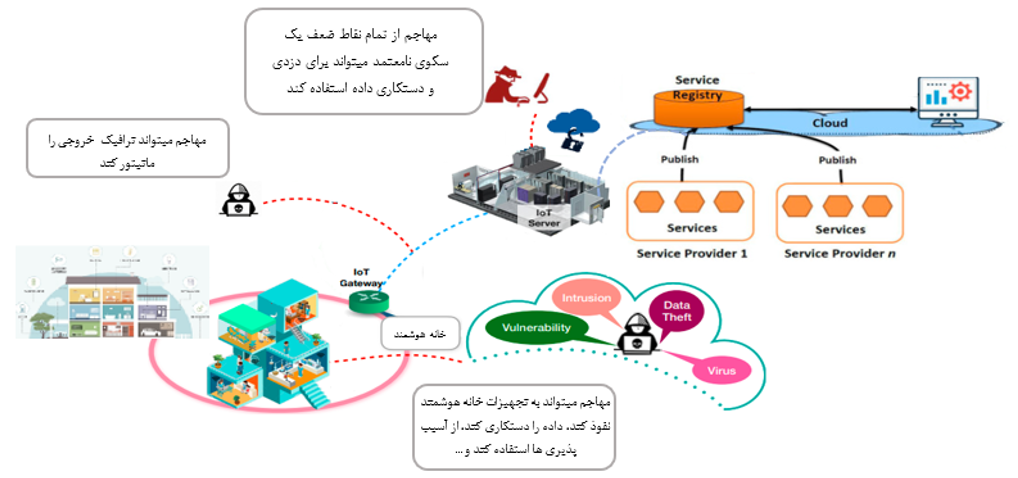 مهاجم از تمام نقاط ضعف یک
سکوی نامعتمد میتواند برای دزدی
و دستکاری داده استفاده کند
Service
Registry
Cloud
مهاجم میتواند ترافیک خروجی را
مانیتور کند
Publish
Publish
IoT
Server
Services
Services
Service Provider 1
Service Provider n
IoT
Gateway
خانه هوشمند
Intrusion
Data
Theft
Vulnerability
Virus
مهاجم میتواند به تجهیزات خانه هوشمند
نفوذ کند، داده را دستکاری کند، از آسیب
پذیری ها استفاده کند و...